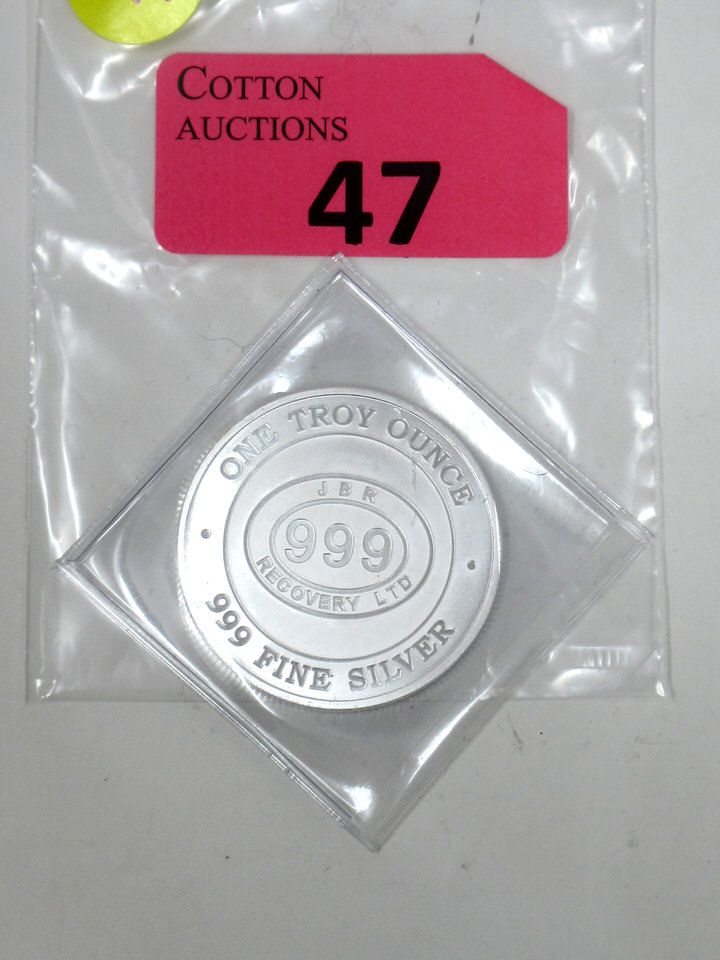 COTTON
AUCTIONS
47
ONE TROY OUNCE
JBR
999
RECOVERY LTD
999 FINE SILVER